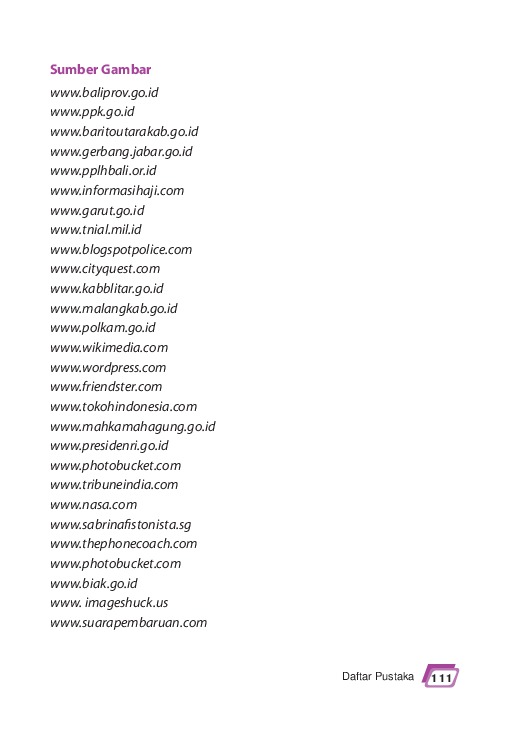 Sumber Gambar
www.baliprov.go.id
www.ppk.go.id
www.baritoutarakab.go.id
www.gerbang.jabar.go.id
www.pplhbali.or.id
www.informasihaji.com
www.garut.go.id
www.tnial.mil.id
www.blogspotpolice.com
www.cityquest.com
www.kabblitar.go.id
www.malangkab.go.id
www.polkam.go.id
www.wikimedia.com
www.wordpress.com
www.friendster.com
www.tokohindonesia.com
www.mahkamahagung.go.id
www.presidenri.go.id
www.photobucket.com
www.tribuneindia.com
www.nasa.com
www.sabrinafistonista.sg
www.thephonecoach.com
www.photobucket.com
www.biak.go.id
www. imageshuck.us
www.suarapembaruan.com
Daftar Pustaka 111